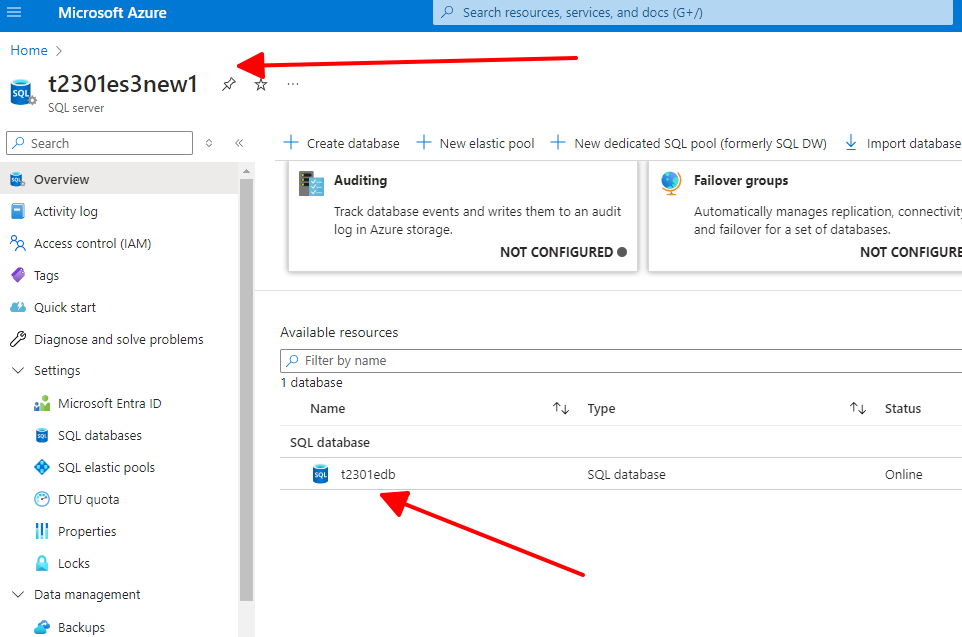 Microsoft Azure
Search resources, services, and docs (G+/)
Home
t2301es3new1
SQL server
Search
Create database
New elastic pool
New dedicated SQL pool (formerly SQL DW)
Import database
Overview
Activity log
Access control (IAM)
Tags
Quick start
Diagnose and solve problems
Settings
Microsoft Entra ID
SQL databases
SQL elastic pools
DTU quota
Properties
Locks
Data management
Backups
Auditing
Track database events and writes them to an audit
log in Azure storage.
NOT CONFIGURED
Failover groups
Automatically manages replication, connectivity
and failover for a set of databases.
NOT CONFIGURE
Available resources
Filter by name
1 database
Name
Type
Status
SQL database
t2301edb
SQL database
Online